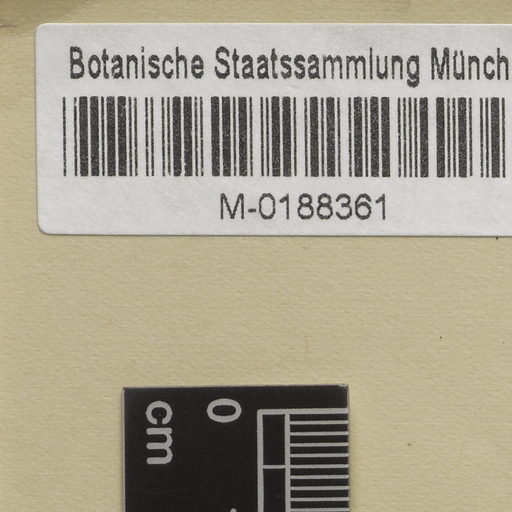 Botanische Staatssammlung Münch
M-0188361
0
cm